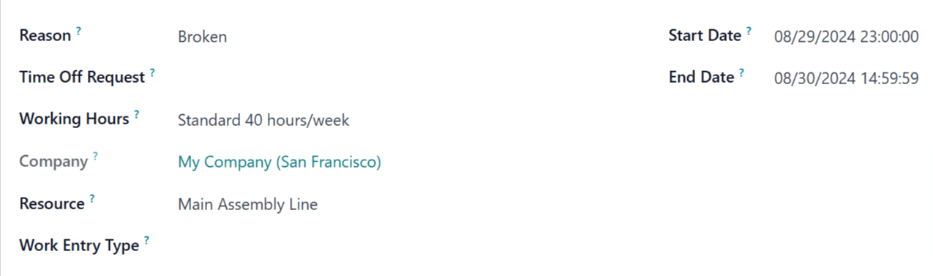 Reason ? Broken
Start Date ? 08/29/2024 23:00:00
Time Off Request ?
End Date ? 08/30/2024 14:59:59
Working Hours ? Standard 40 hours/week
Company ? My Company (San Francisco)
Resource ? Main Assembly Line
Work Entry Type ?